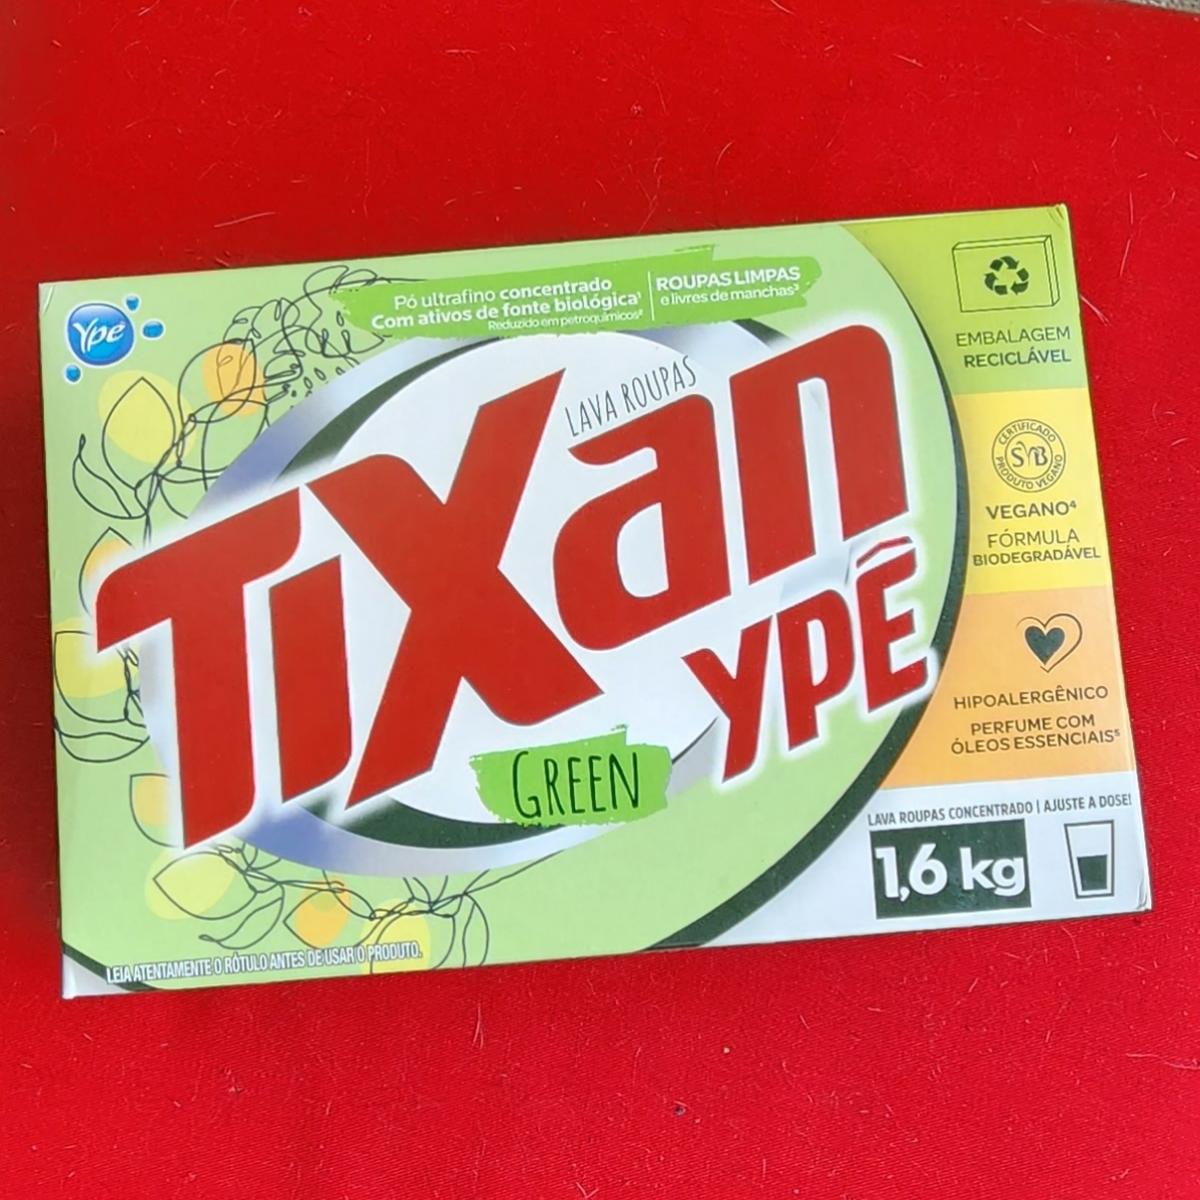 Ypê
Pó ultrafino concentrado
Com ativos de fonte biológica¹
Reduzido em petroquímicos²
ROUPAS LIMPAS
e livres de manchas³
LAVA ROUPAS
TiXan
YPÊ
GREEN
EMBALAGEM
RECICLÁVEL
CERTIFICADO
SVB
PRODUTO VEGANO
VEGANO⁴
FÓRMULA
BIODEGRADÁVEL
HIPOALERGÊNICO
PERFUME COM
ÓLEOS ESSENCIAIS⁵
LAVA ROUPAS CONCENTRADO | AJUSTE A DOSE!
1,6 kg
LEIA ATENTAMENTE O RÓTULO ANTES DE USAR O PRODUTO.